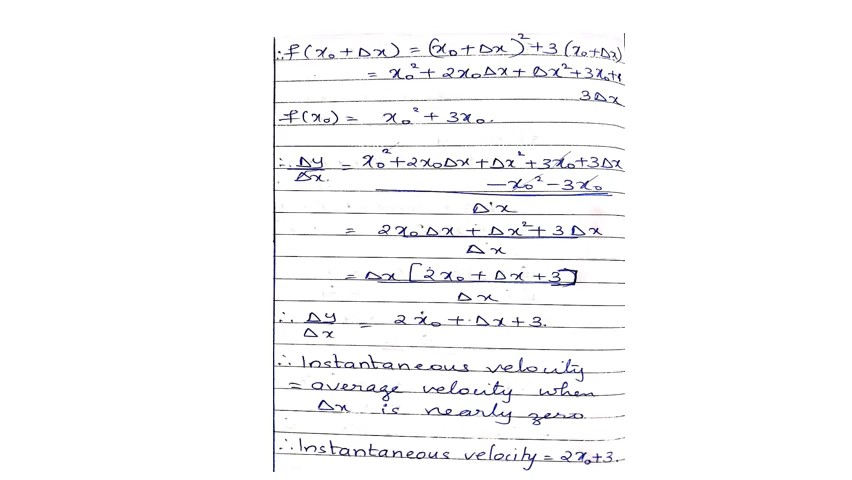 ∴ f(x₀ + Δx) = (x₀ + Δx)² + 3 (x₀ + Δx)
= x₀² + 2x₀Δx + Δx² + 3x₀ +
3Δx
f(x₀) = x₀² + 3x₀.
∴ Δy/Δx = x₀² + 2x₀Δx + Δx² + 3x₀ + 3Δx
− x₀² − 3x₀
Δx
= 2x₀Δx + Δx² + 3Δx
Δx
= Δx [2x₀ + Δx + 3]
Δx
∴ Δy/Δx = 2x₀ + Δx + 3.
∴ Instantaneous velocity
= average velocity when
Δx is nearly zero
∴ Instantaneous velocity = 2x₀ + 3.